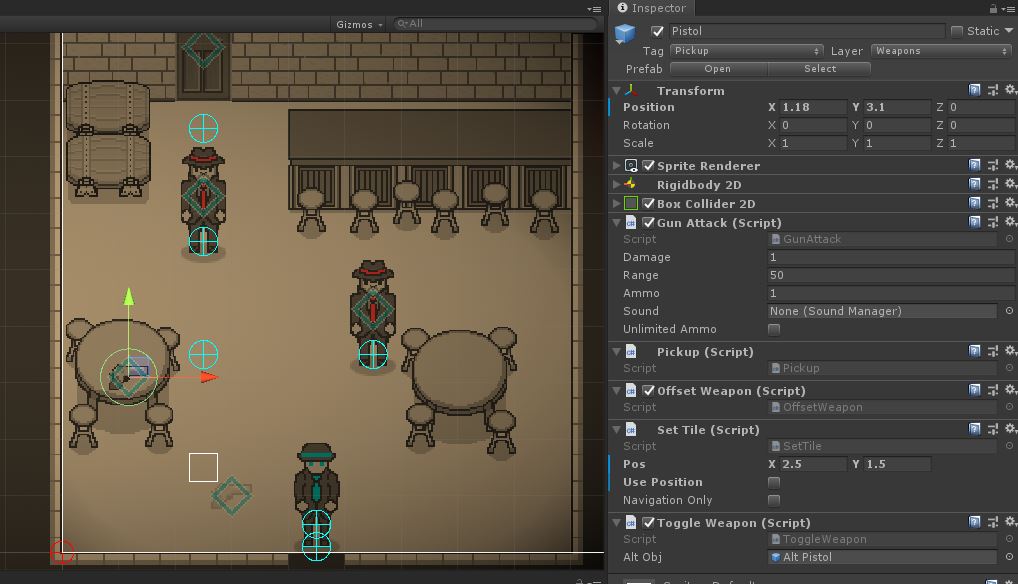 Inspector
Gizmos All
Pistol Static
Tag Pickup Layer Weapons
Prefab Open Select
Transform
Position X 1.18 Y 3.1 Z 0
Rotation X 0 Y 0 Z 0
Scale X 1 Y 1 Z 1
Sprite Renderer
Rigidbody 2D
Box Collider 2D
Gun Attack (Script)
Script GunAttack
Damage 1
Range 50
Ammo 1
Sound None (Sound Manager)
Unlimited Ammo
Pickup (Script)
Script Pickup
Offset Weapon (Script)
Script OffsetWeapon
Set Tile (Script)
Script SetTile
Pos X 2.5 Y 1.5
Use Position
Navigation Only
Toggle Weapon (Script)
Script ToggleWeapon
Alt Obj Alt Pistol